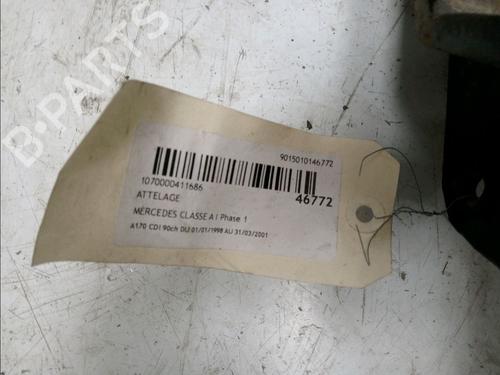 B-PARTS
9015010146772
1070000411686
46772
ATTELAGE
MERCEDES CLASSE A I Phase 1
A170 CDI 90ch DU 01/01/1998 AU 31/03/2001